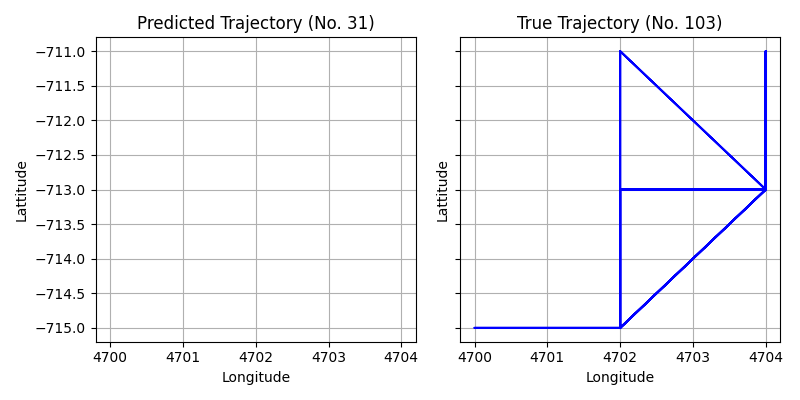 Predicted Trajectory (No. 31)
True Trajectory (No. 103)
−711.0
−711.5
−712.0
−712.5
−713.0
−713.5
−714.0
−714.5
−715.0
Lattitude
Lattitude
4700 4701 4702 4703 4704
4700 4701 4702 4703 4704
Longitude
Longitude